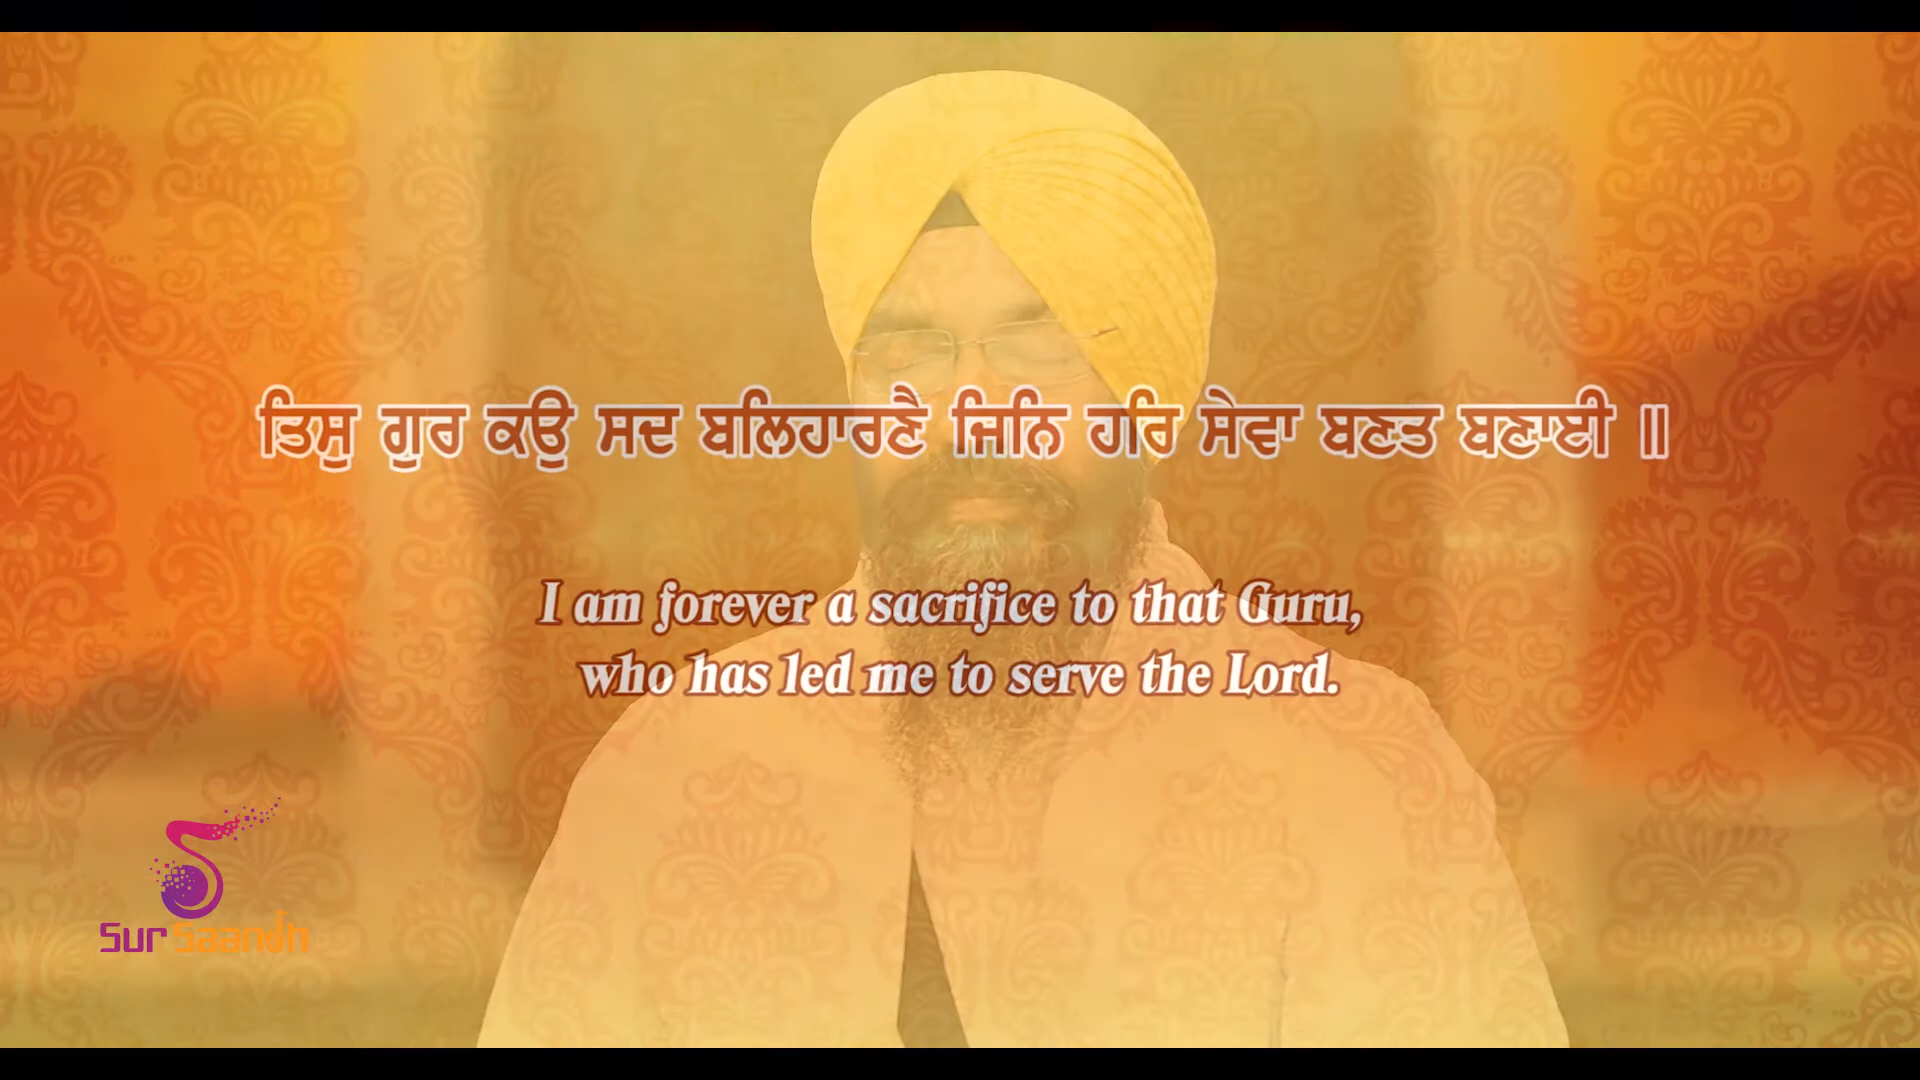 ਤਿਸੁ ਗੁਰ ਕਉ ਸਦ ਬਲਿਹਾਰਣੈ ਜਿਨਿ ਹਰਿ ਸੇਵਾ ਬਣਤ ਬਣਾਈ ॥
I am forever a sacrifice to that Guru,
who has led me to serve the Lord.
Sur Saandh